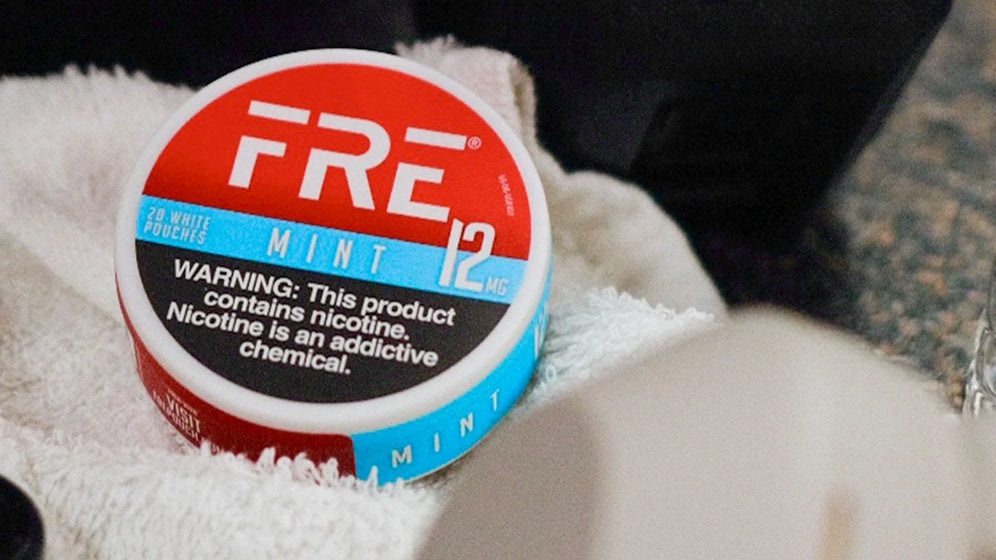 FRE®
20 WHITE
POUCHES
MINT
12 MG
WARNING: This product
contains nicotine.
Nicotine is an addictive
chemical.
VISIT
MINT